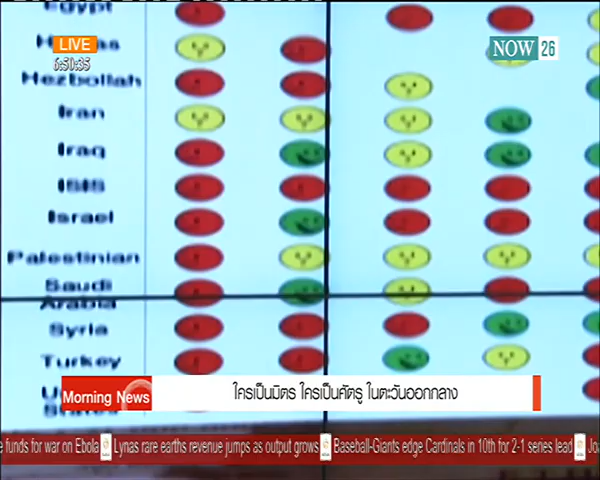 Egypt
LIVE
6:50:35
NOW 26
Hezbollah
Iran
Iraq
ISIS
Israel
Palestinian
Saudi
Arabia
Syria
Turkey
Morning News
ใครเป็นมิตร ใครเป็นศัตรู ในตะวันออกกลาง
funds for war on Ebola
Lynas rare earths revenue jumps as output grows
Baseball-Giants edge Cardinals in 10th for 2-1 series lead